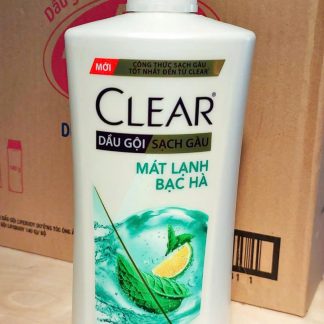 MỚI
CÔNG THỨC SẠCH GÀU
TỐT NHẤT ĐẾN TỪ CLEAR
CLEAR
DẦU GỘI SẠCH GÀU
MÁT LẠNH
BẠC HÀ